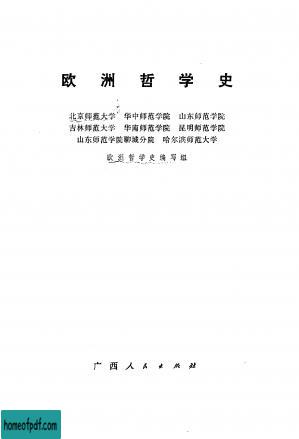 欧洲哲学史
北京师范大学 华中师范学院 山东师范学院
吉林师范大学 华南师范学院 昆明师范学院
山东师范学院聊城分院 哈尔滨师范大学
欧洲哲学史编写组
广西人民出版社
homeofpdf.com